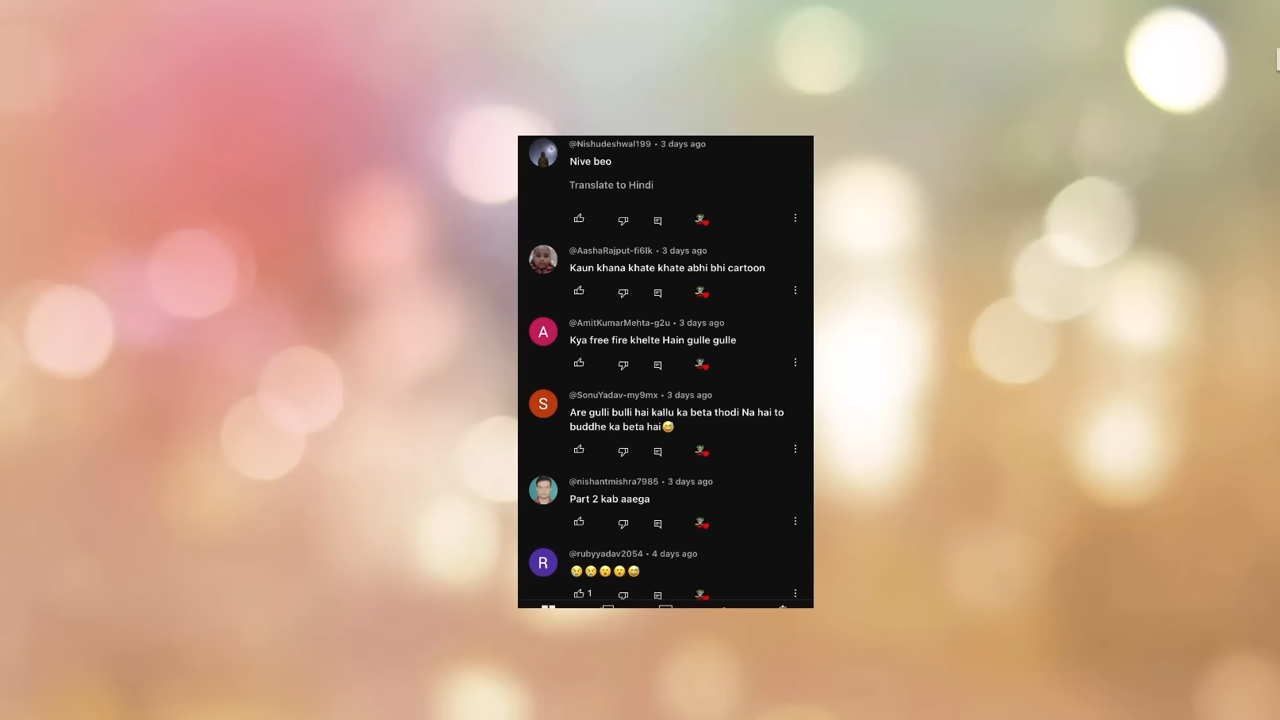 @Nishudeshwal199 • 3 days ago
Nive beo
Translate to Hindi
@AashaRajput-fi6lk • 3 days ago
Kaun khana khate khate abhi bhi cartoon
A
@AmitKumarMehta-g2u • 3 days ago
Kya free fire khelte Hain gulle gulle
S
@SonuYadav-my9mx • 3 days ago
Are gulli bulli hai kallu ka beta thodi Na hai to
buddhe ka beta hai😅
@nishantmishra7985 • 3 days ago
Part 2 kab aaega
R
@rubyyadav2054 • 4 days ago
😢😢😮😮😅
1